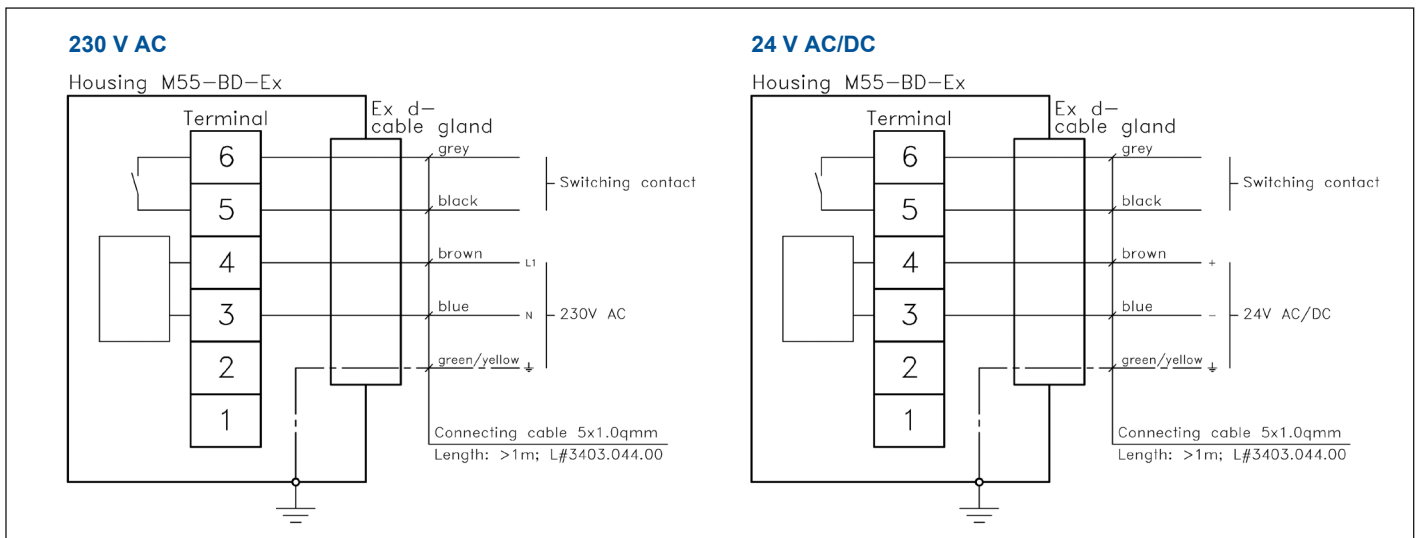 230 V AC
Housing M55-BD-Ex
Ex d-
cable gland
Terminal
6
grey
Switching contact
5
black
4
brown
L1
3
blue
N
230V AC
2
green/yellow
1
Connecting cable 5x1.0qmm
Length: >1m; L#3403.044.00
24 V AC/DC
Housing M55-BD-Ex
Ex d-
cable gland
Terminal
6
grey
Switching contact
5
black
4
brown
+
3
blue
-
24V AC/DC
2
green/yellow
1
Connecting cable 5x1.0qmm
Length: >1m; L#3403.044.00